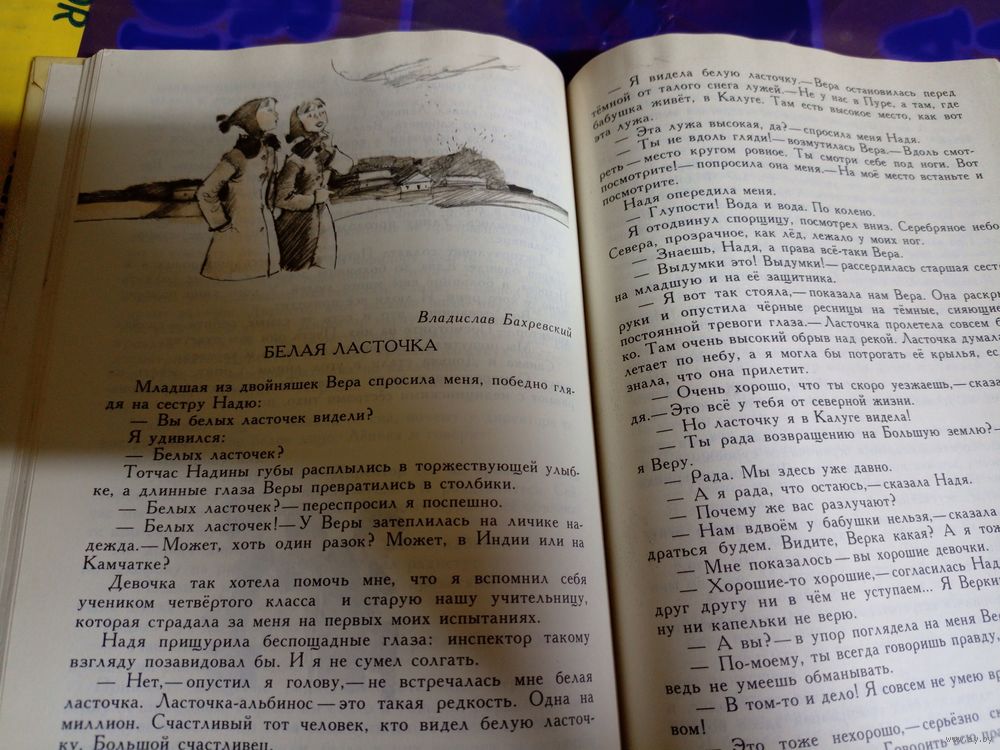 OR
Владислав Бахревский
БЕЛАЯ ЛАСТОЧКА
Младшая из двойняшек Вера спросила меня, победно гля-
дя на сестру Надю:
— Вы белых ласточек видели?
Я удивился:
— Белых ласточек?
Тотчас Надины губы расплылись в торжествующей улыб-
ке, а длинные глаза Веры превратились в столбики.
— Белых ласточек?— переспросил я поспешно.
— Белых ласточек!— У Веры затеплилась на личике на-
дежда.— Может, хоть один разок? Может, в Индии или на
Камчатке?
Девочка так хотела помочь мне, что я вспомнил себя
учеником четвёртого класса и старую нашу учительницу,
которая страдала за меня на первых моих испытаниях.
Надя прищурила беспощадные глаза: инспектор такому
взгляду позавидовал бы. И я не сумел солгать.
— Нет,— опустил я голову,— не встречалась мне белая
ласточка. Ласточка-альбинос — это такая редкость. Одна на
миллион. Счастливый тот человек, кто видел белую ласточ-
ку. Большой счастливец.
— Я видела белую ласточку.— Вера остановилась перед
тёмной от талого снега лужей.— Не у нас в Пуре, а там, где
бабушка живёт, в Калуге. Там есть высокое место, как вот
эта лужа.
— Эта лужа высокая, да?— спросила меня Надя.
— Ты не вдоль гляди!— возмутилась Вера.— Вдоль смот-
реть — место кругом ровное. Ты смотри себе под ноги. Вот
посмотрите!— попросила она меня.— На моё место встаньте и
посмотрите.
Надя опередила меня.
— Глупости! Вода и вода. По колено.
Я отодвинул спорщицу, посмотрел вниз. Серебряное небо
Севера, прозрачное, как лёд, лежало у моих ног.
— Знаешь, Надя, а права всё-таки Вера.
— Выдумки это! Выдумки!— рассердилась старшая сест
на младшую и на её защитника.
— Я вот так стояла,— показала нам Вера. Она раскры
руки и опустила чёрные ресницы на тёмные, сияющие
постоянной тревоги глаза.— Ласточка пролетела совсем б
ко. Там очень высокий обрыв над рекой. Ласточка думала
летает по небу, а я могла бы потрогать её крылья, есл
знала, что она прилетит.
— Очень хорошо, что ты скоро уезжаешь,— сказа
дя.— Это всё у тебя от северной жизни.
— Но ласточку я в Калуге видела!
— Ты рада возвращению на Большую землю?—
я Веру.
— Рада. Мы здесь уже давно.
— А я рада, что остаюсь,— сказала Надя.
— Почему же вас разлучают?
— Нам вдвоём у бабушки нельзя,— сказала
драться будем. Видите, Верка какая? А я тож
— Мне показалось — вы хорошие девочки.
— Хорошие-то хорошие,— согласилась Над
друг другу ни в чём не уступаем... Я Верки
ну ни капельки не верю.
— А вы?— в упор поглядела на меня Вер
— По-моему, ты всегда говоришь правду,
ведь не умеешь обманывать.
— В том-то и дело! Я совсем не умею вр
вом!
— Это тоже нехорошо,— серьёзно ск